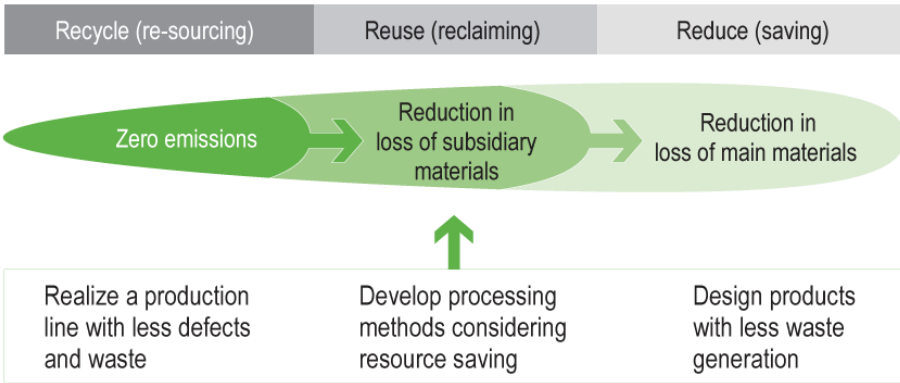 Recycle (re-sourcing)
Reuse (reclaiming)
Reduce (saving)
Zero emissions
Reduction in
loss of subsidiary
materials
Reduction in
loss of main materials
Realize a production
line with less defects
and waste
Develop processing
methods considering
resource saving
Design products
with less waste
generation